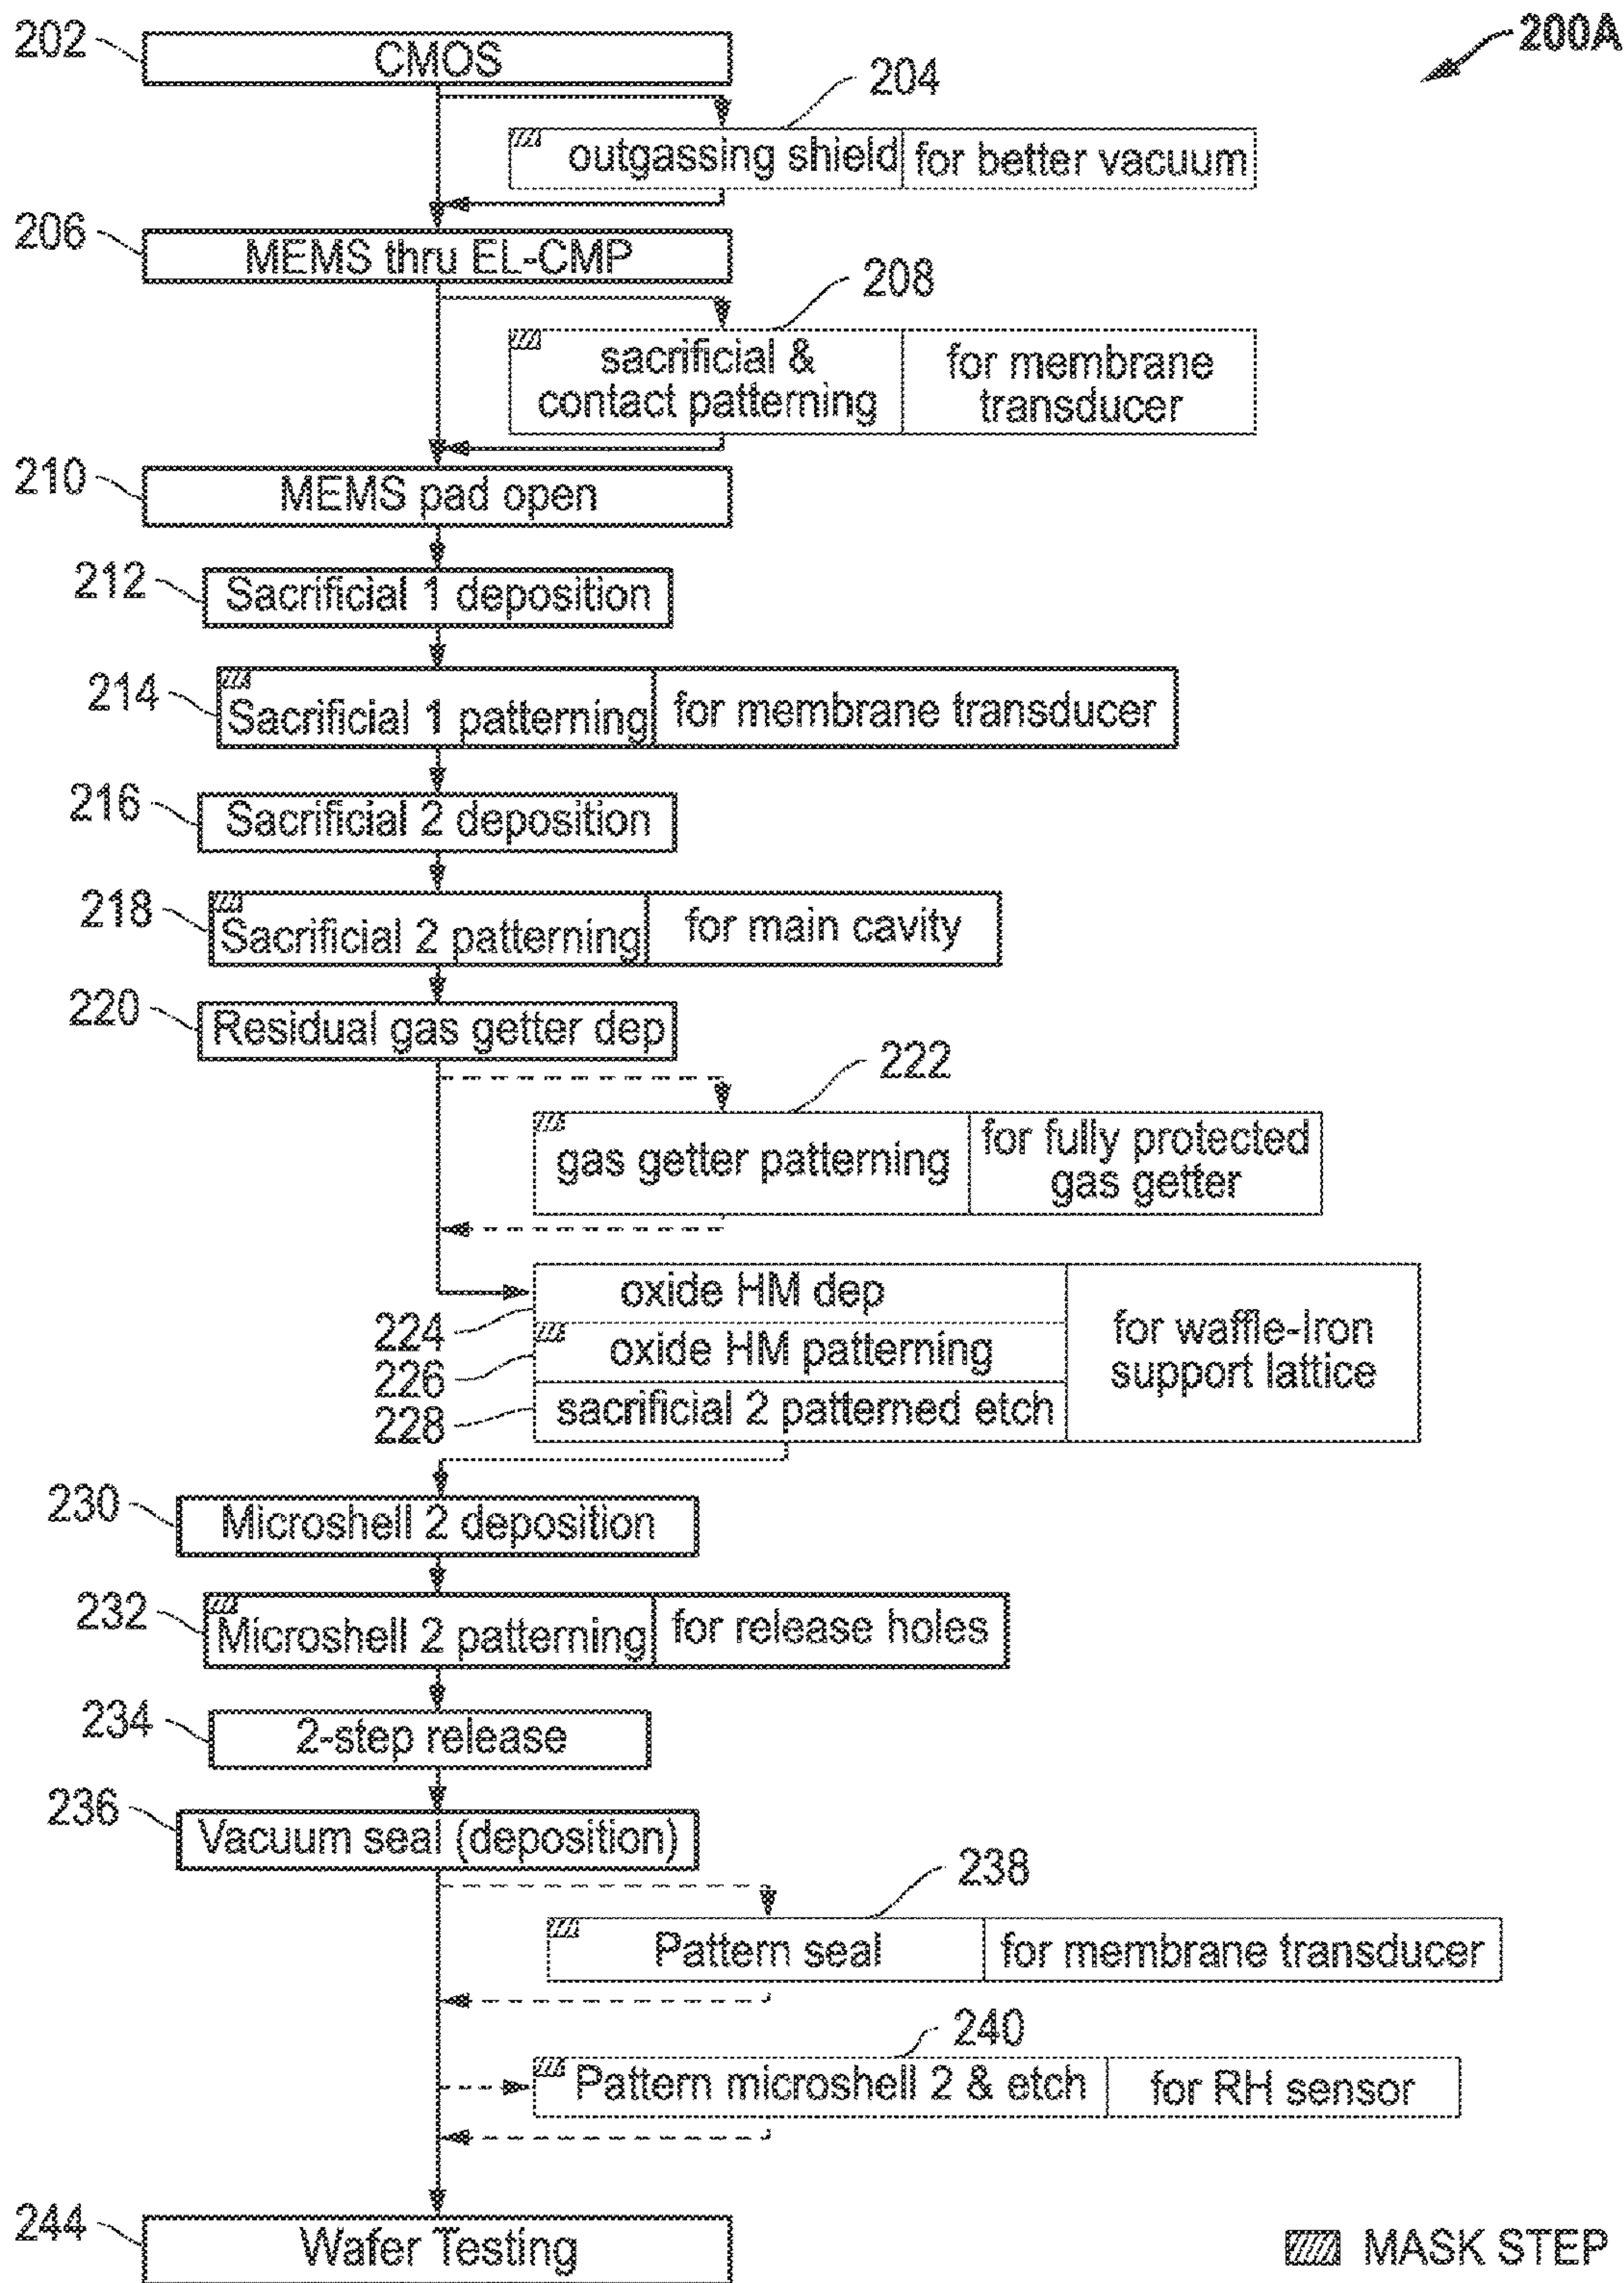 200A
202
CMOS
204
outgassing shield
for better vacuum
206
MEMS thru EL-CMP
208
sacrificial &
contact patterning
for membrane
transducer
210
MEMS pad open
212
Sacrificial 1 deposition
214
Sacrificial 1 patterning
for membrane transducer
216
Sacrificial 2 deposition
218
Sacrificial 2 patterning
for main cavity
220
Residual gas getter dep
222
gas getter patterning
for fully protected
gas getter
224
oxide HM dep
226
oxide HM patterning
228
sacrificial 2 patterned etch
for waffle-Iron
support lattice
230
Microshell 2 deposition
232
Microshell 2 patterning
for release holes
234
2-step release
236
Vacuum seal (deposition)
238
Pattern seal
for membrane transducer
240
Pattern microshell 2 & etch
for RH sensor
244
Wafer Testing
MASK STEP